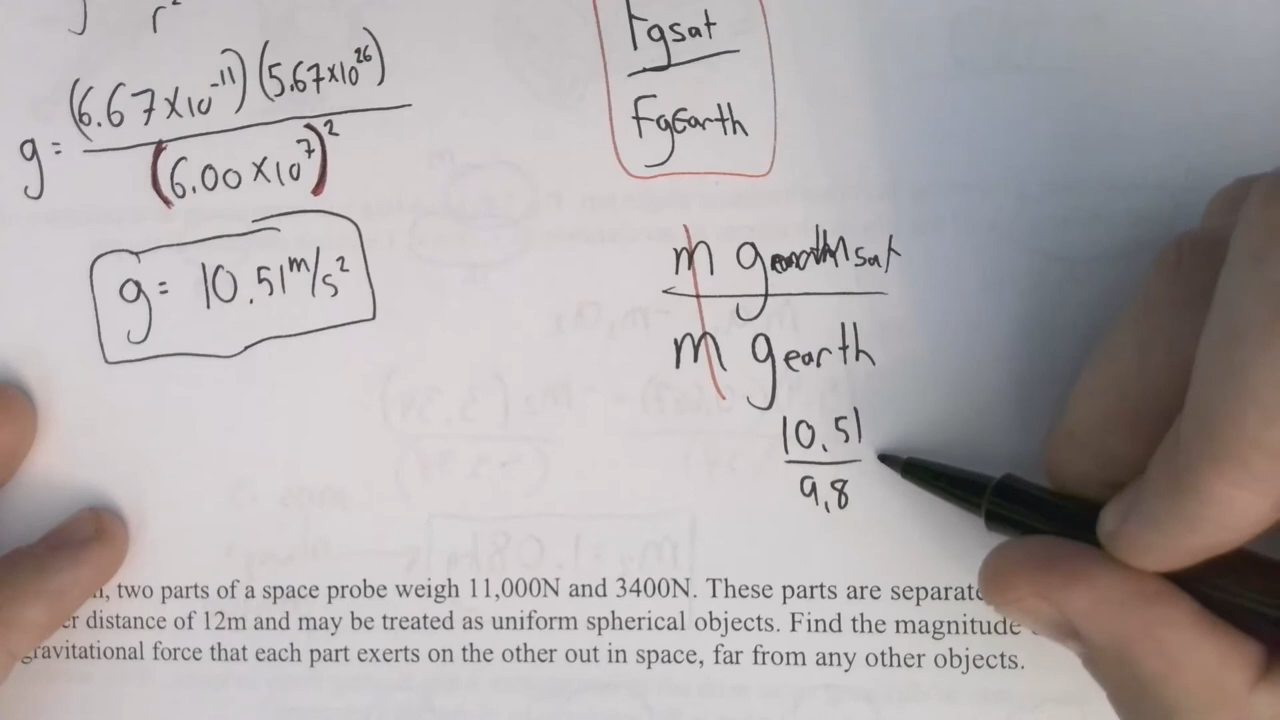 r²
g = (6.67×10⁻¹¹)(5.67×10²⁶)
(6.00×10⁷)²
g = 10.51 m/s²
Fgsat
FgEarth
m g sat
m gearth
10.51
9.8
two parts of a space probe weigh 11,000N and 3400N. These parts are
distance of 12m and may be treated as uniform spherical objects. Find the magnitude
gravitational force that each part exerts on the other out in space, far from any other objects.